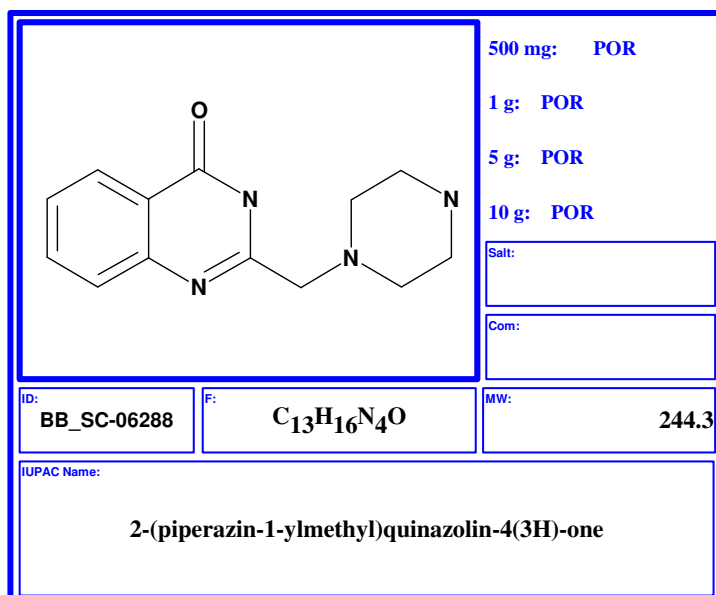 500 mg: POR
1 g: POR
5 g: POR
10 g: POR
O
N
N
N
N
Salt:
Com:
ID:
BB_SC-06288
F:
C13H16N4O
MW:
244.3
IUPAC Name:
2-(piperazin-1-ylmethyl)quinazolin-4(3H)-one